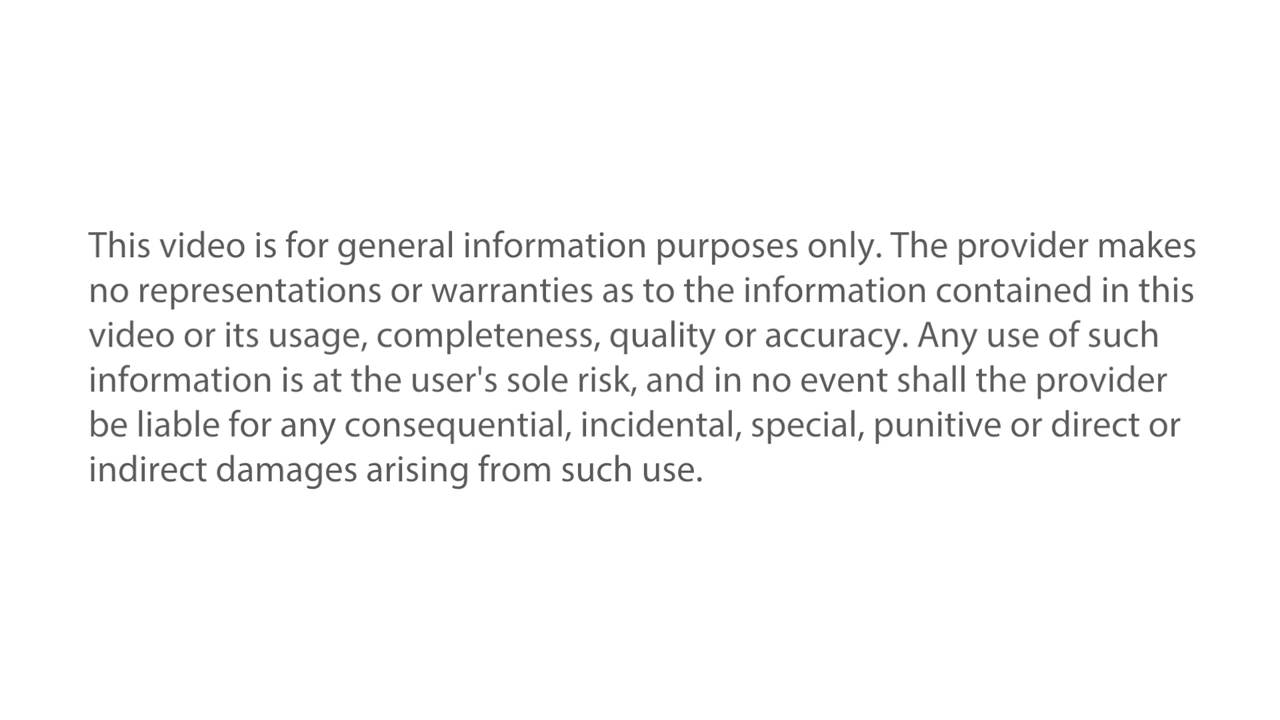 This video is for general information purposes only. The provider makes
no representations or warranties as to the information contained in this
video or its usage, completeness, quality or accuracy. Any use of such
information is at the user's sole risk, and in no event shall the provider
be liable for any consequential, incidental, special, punitive or direct or
indirect damages arising from such use.